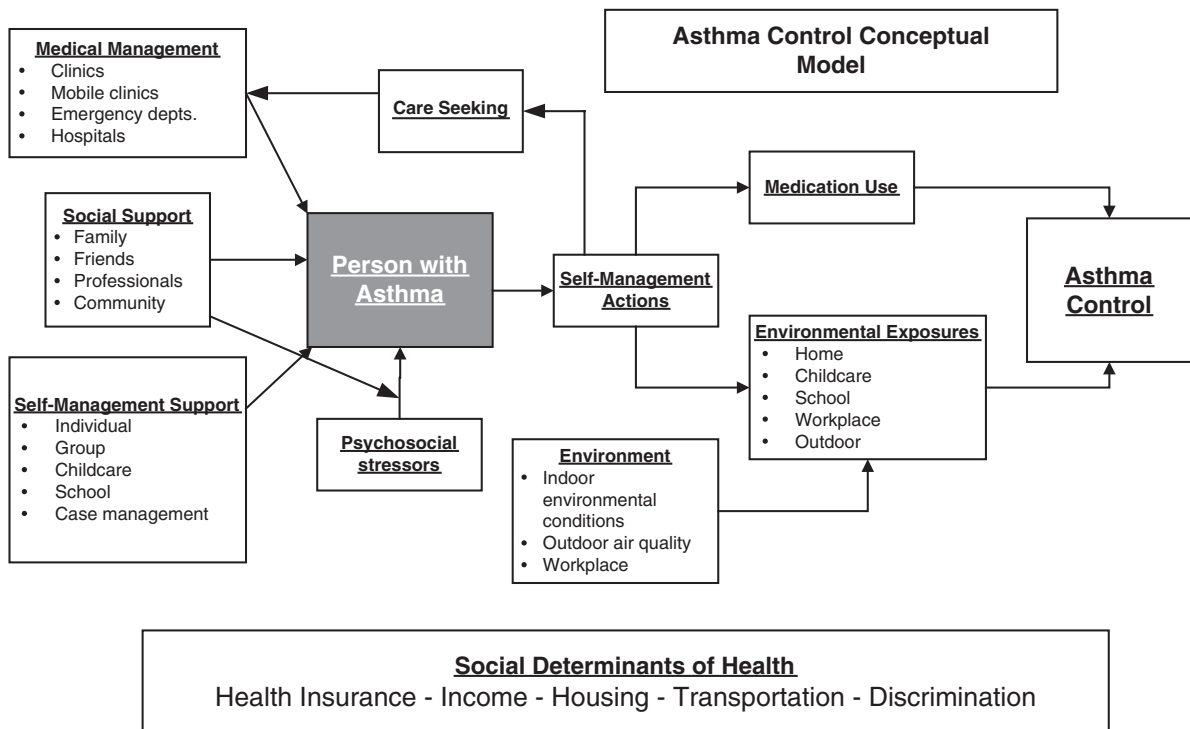 Asthma Control Conceptual
Model
Medical Management
• Clinics
• Mobile clinics
• Emergency depts.
• Hospitals
Care Seeking
Social Support
• Family
• Friends
• Professionals
• Community
Person with
Asthma
Self-Management
Actions
Medication Use
Asthma
Control
Environmental Exposures
• Home
• Childcare
• School
• Workplace
• Outdoor
Self-Management Support
• Individual
• Group
• Childcare
• School
• Case management
Psychosocial
stressors
Environment
• Indoor
environmental
conditions
• Outdoor air quality
• Workplace
Social Determinants of Health
Health Insurance - Income - Housing - Transportation - Discrimination